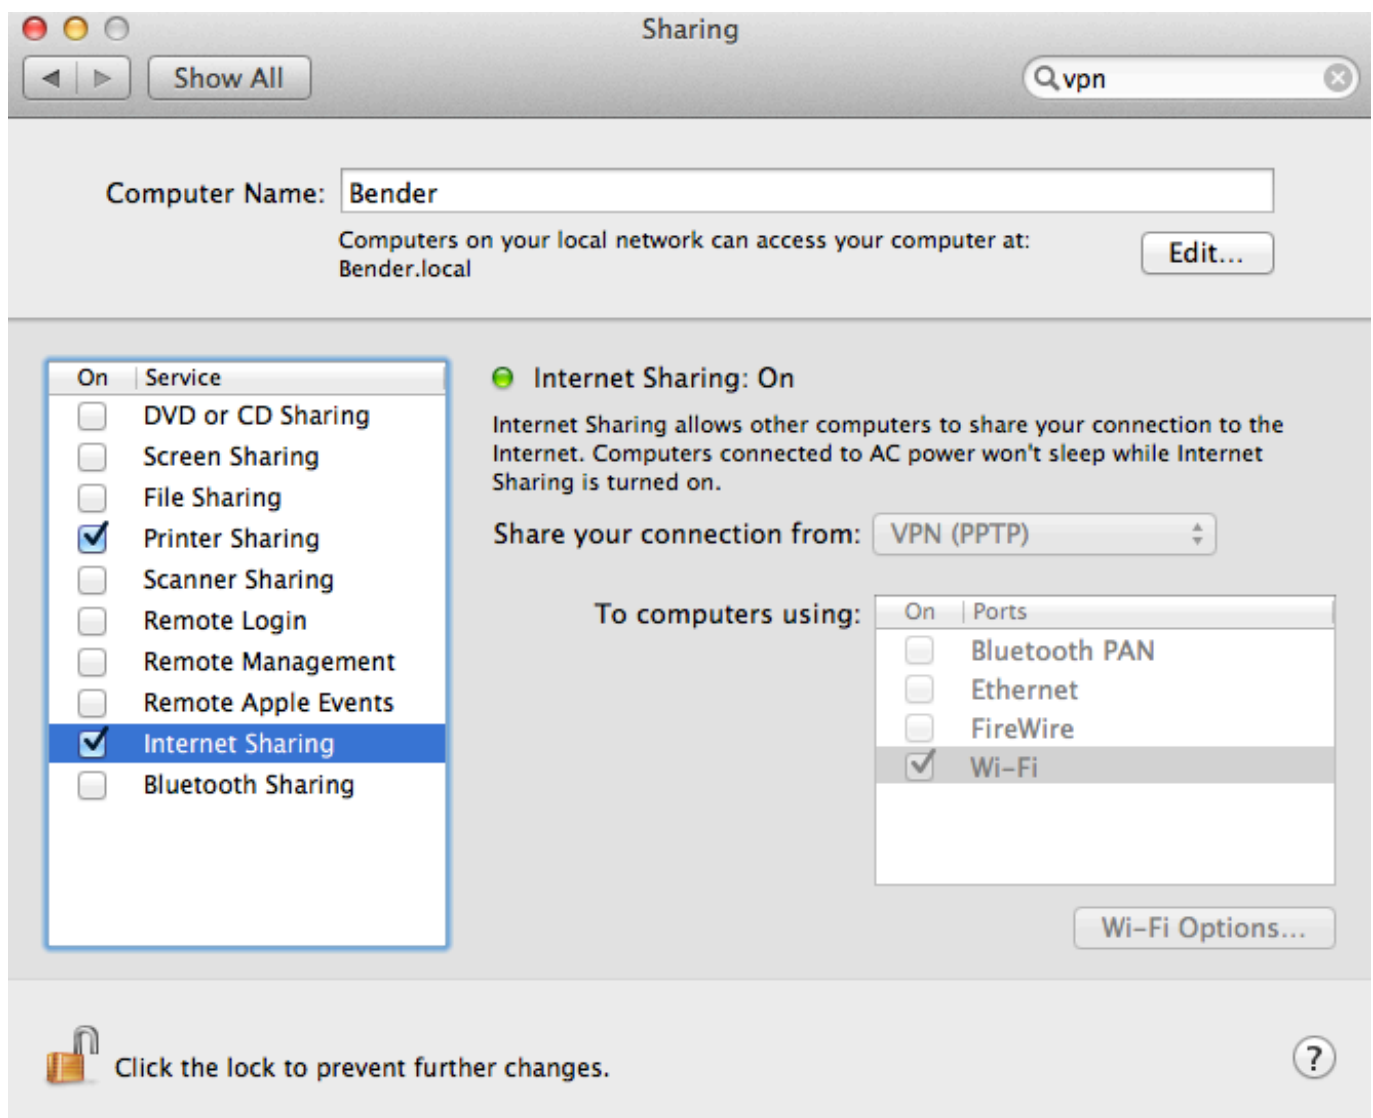 Sharing
Show All
vpn
Computer Name: Bender
Computers on your local network can access your computer at:
Bender.local
Edit...
On Service
DVD or CD Sharing
Screen Sharing
File Sharing
Printer Sharing
Scanner Sharing
Remote Login
Remote Management
Remote Apple Events
Internet Sharing
Bluetooth Sharing
Internet Sharing: On
Internet Sharing allows other computers to share your connection to the
Internet. Computers connected to AC power won't sleep while Internet
Sharing is turned on.
Share your connection from: VPN (PPTP)
To computers using:
On Ports
Bluetooth PAN
Ethernet
FireWire
Wi-Fi
Wi-Fi Options...
Click the lock to prevent further changes.
?